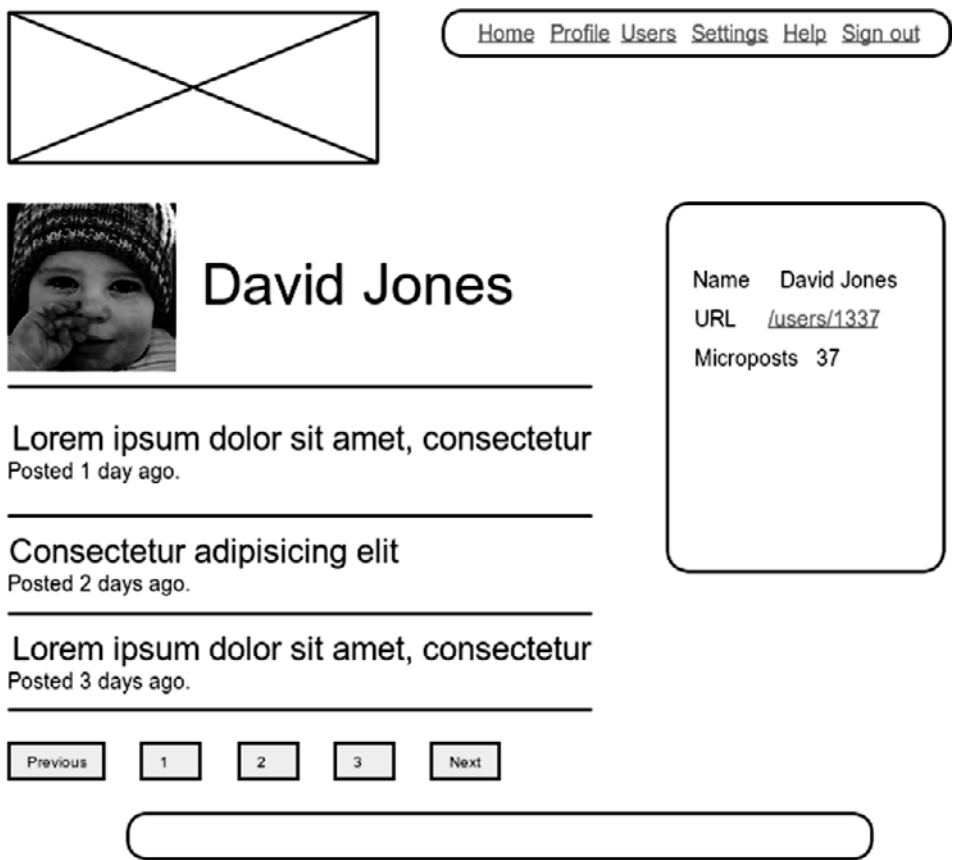 Home Profile Users Settings Help Sign out
David Jones
Name David Jones
URL /users/1337
Microposts 37
Lorem ipsum dolor sit amet, consectetur
Posted 1 day ago.
Consectetur adipisicing elit
Posted 2 days ago.
Lorem ipsum dolor sit amet, consectetur
Posted 3 days ago.
Previous 1 2 3 Next